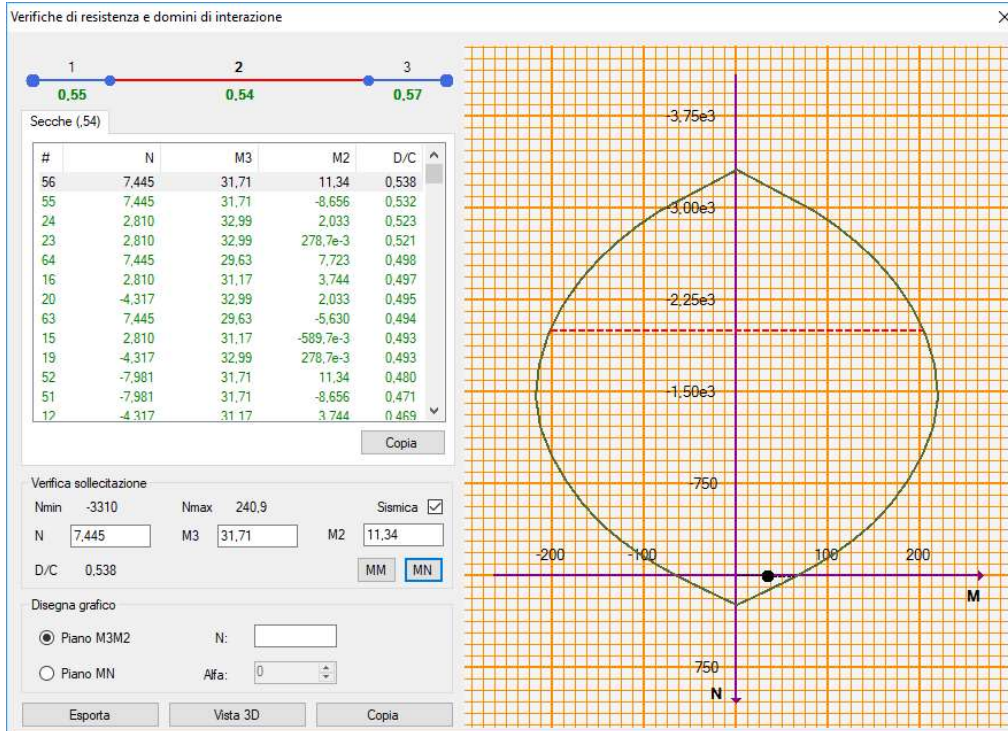 Verifiche di resistenza e domini di interazione
1 2 3
0,55 0,54 0,57
Secche (,54)
# N M3 M2 D/C
56 7,445 31,71 11,34 0,538
55 7,445 31,71 -8,656 0,532
24 2,810 32,99 2,033 0,523
23 2,810 32,99 278,7e-3 0,521
64 7,445 29,63 7,723 0,498
16 2,810 31,17 3,744 0,497
20 -4,317 32,99 2,033 0,495
63 7,445 29,63 -5,630 0,494
15 2,810 31,17 -589,7e-3 0,493
19 -4,317 32,99 278,7e-3 0,493
52 -7,981 31,71 11,34 0,480
51 -7,981 31,71 -8,656 0,471
12 -4,317 31,17 3,744 0,469
Copia
Verifica sollecitazione
Nmin -3310 Nmax 240,9 Sismica
N 7,445 M3 31,71 M2 11,34
D/C 0,538 MM MN
Disegna grafico
Piano M3M2 N:
Piano MN Alfa: 0
Esporta Vista 3D Copia
-3,75e3
-3,00e3
-2,25e3
-1,50e3
-750
-200 -100 100 200
M
750
N